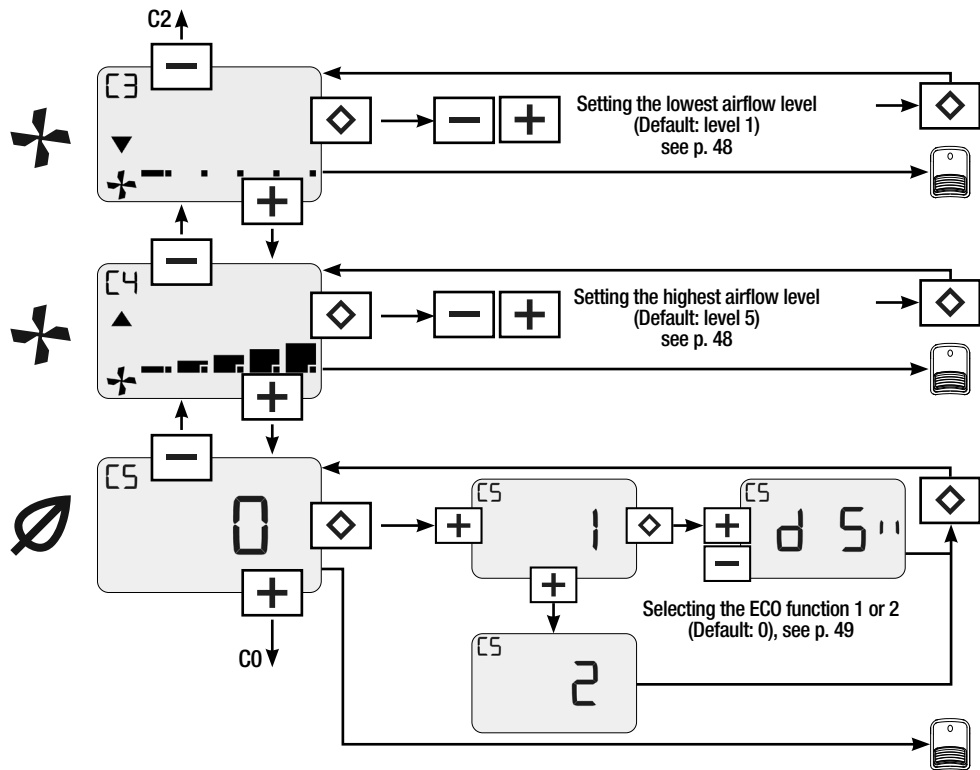 C2
C3
Setting the lowest airflow level
(Default: level 1)
see p. 48
C4
Setting the highest airflow level
(Default: level 5)
see p. 48
C5
0
C5
1
C5
d 5''
Selecting the ECO function 1 or 2
(Default: 0), see p. 49
C0
C5
2